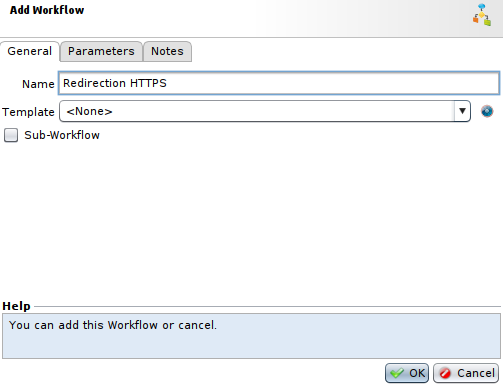 Add Workflow
General Parameters Notes
Name Redirection HTTPS
Template <None>
Sub-Workflow
Help
You can add this Workflow or cancel.
OK Cancel